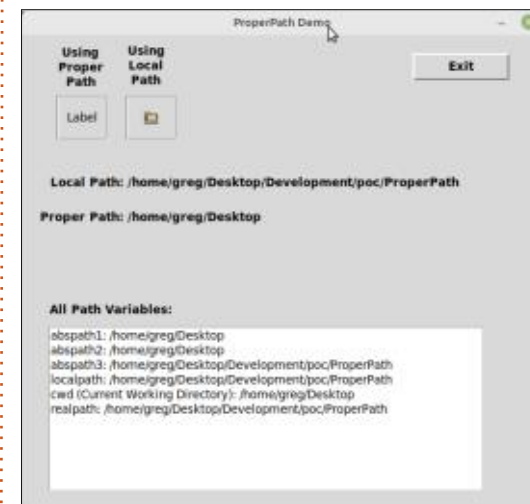 ProperPath Demo
Using Proper Path
Using Local Path
Exit
Label
Local Path: /home/greg/Desktop/Development/poc/ProperPath
Proper Path: /home/greg/Desktop
All Path Variables:
abspath1: /home/greg/Desktop
abspath2: /home/greg/Desktop
abspath3: /home/greg/Desktop/Development/poc/ProperPath
localpath: /home/greg/Desktop/Development/poc/ProperPath
cwd (Current Working Directory): /home/greg/Desktop
realpath: /home/greg/Desktop/Development/poc/ProperPath